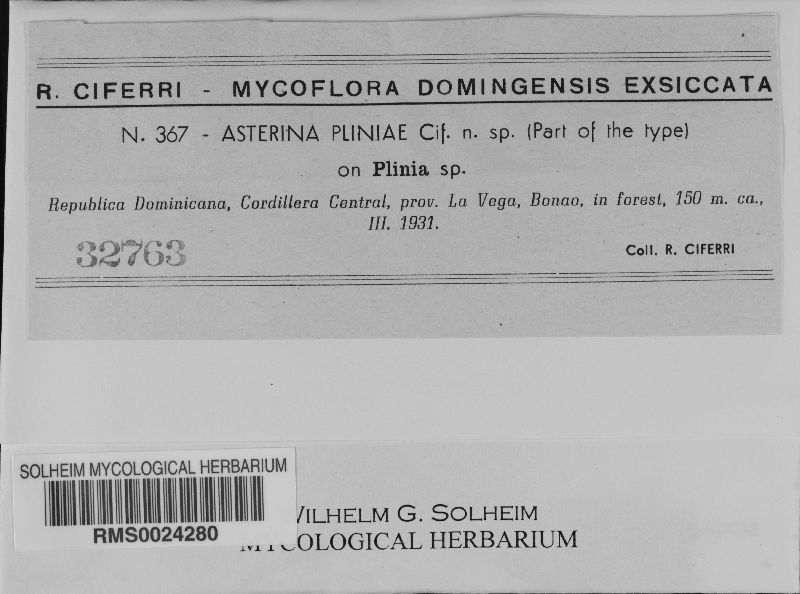 R. CIFERRI - MYCOFLORA DOMINGENSIS EXSICCATA
N. 367 - ASTERINA PLINIAE Cif. n. sp. (Part of the type)
on Plinia sp.
Republica Dominicana, Cordillera Central, prov. La Vega, Bonao, in forest, 150 m. ca.,
III. 1931.
32763
Coll. R. CIFERRI
SOLHEIM MYCOLOGICAL HERBARIUM
RMS0024280
WILHELM G. SOLHEIM
MYCOLOGICAL HERBARIUM